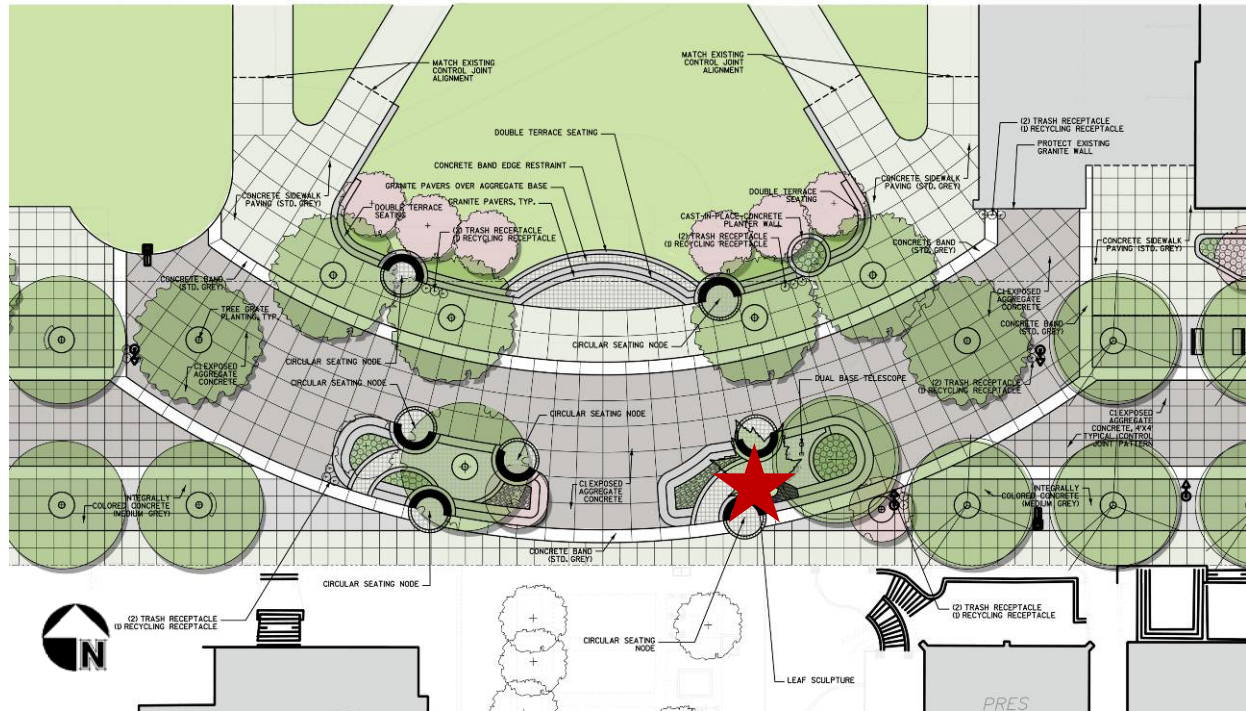 MATCH EXISTING
CONTROL JOINT
ALIGNMENT
MATCH EXISTING
CONTROL JOINT
ALIGNMENT
(2) TRASH RECEPTACLE
(1) RECYCLING RECEPTACLE
DOUBLE TERRACE SEATING
PROTECT EXISTING
GRANITE WALL
CONCRETE BAND EDGE RESTRAINT
CONCRETE SIDEWALK
PAVING (STD. GREY)
GRANITE PAVERS OVER AGGREGATE BASE
GRANITE PAVERS, TYP.
DOUBLE TERRACE
SEATING
CONCRETE SIDEWALK
PAVING (STD. GREY)
DOUBLE TERRACE
SEATING
CAST-IN-PLACE CONCRETE
PLANTER WALL
(2) TRASH RECEPTACLE
(1) RECYCLING RECEPTACLE
(2) TRASH RECEPTACLE
(1) RECYCLING RECEPTACLE
CONCRETE BAND
(STD. GREY)
CONCRETE SIDEWALK
PAVING (STD. GREY)
CONCRETE BAND
(STD. GREY)
C1 EXPOSED
AGGREGATE
CONCRETE
TREE GRATE
PLANTING, TYP.
CONCRETE BAND
(STD. GREY)
CIRCULAR SEATING NODE
CIRCULAR SEATING NODE
C1 EXPOSED
AGGREGATE
CONCRETE
CIRCULAR SEATING NODE
DUAL BASE TELESCOPE
(2) TRASH RECEPTACLE
(1) RECYCLING RECEPTACLE
CIRCULAR SEATING NODE
C1 EXPOSED
AGGREGATE
CONCRETE, 4'X4'
TYPICAL CONTROL
JOINT PATTERN
C1 EXPOSED
AGGREGATE
CONCRETE
INTEGRALLY
COLORED CONCRETE
(MEDIUM GREY)
INTEGRALLY
COLORED CONCRETE
(MEDIUM GREY)
CONCRETE BAND
(STD. GREY)
CIRCULAR SEATING NODE
(2) TRASH RECEPTACLE
(1) RECYCLING RECEPTACLE
(2) TRASH RECEPTACLE
(1) RECYCLING RECEPTACLE
N
CIRCULAR SEATING
NODE
LEAF SCULPTURE
PRES